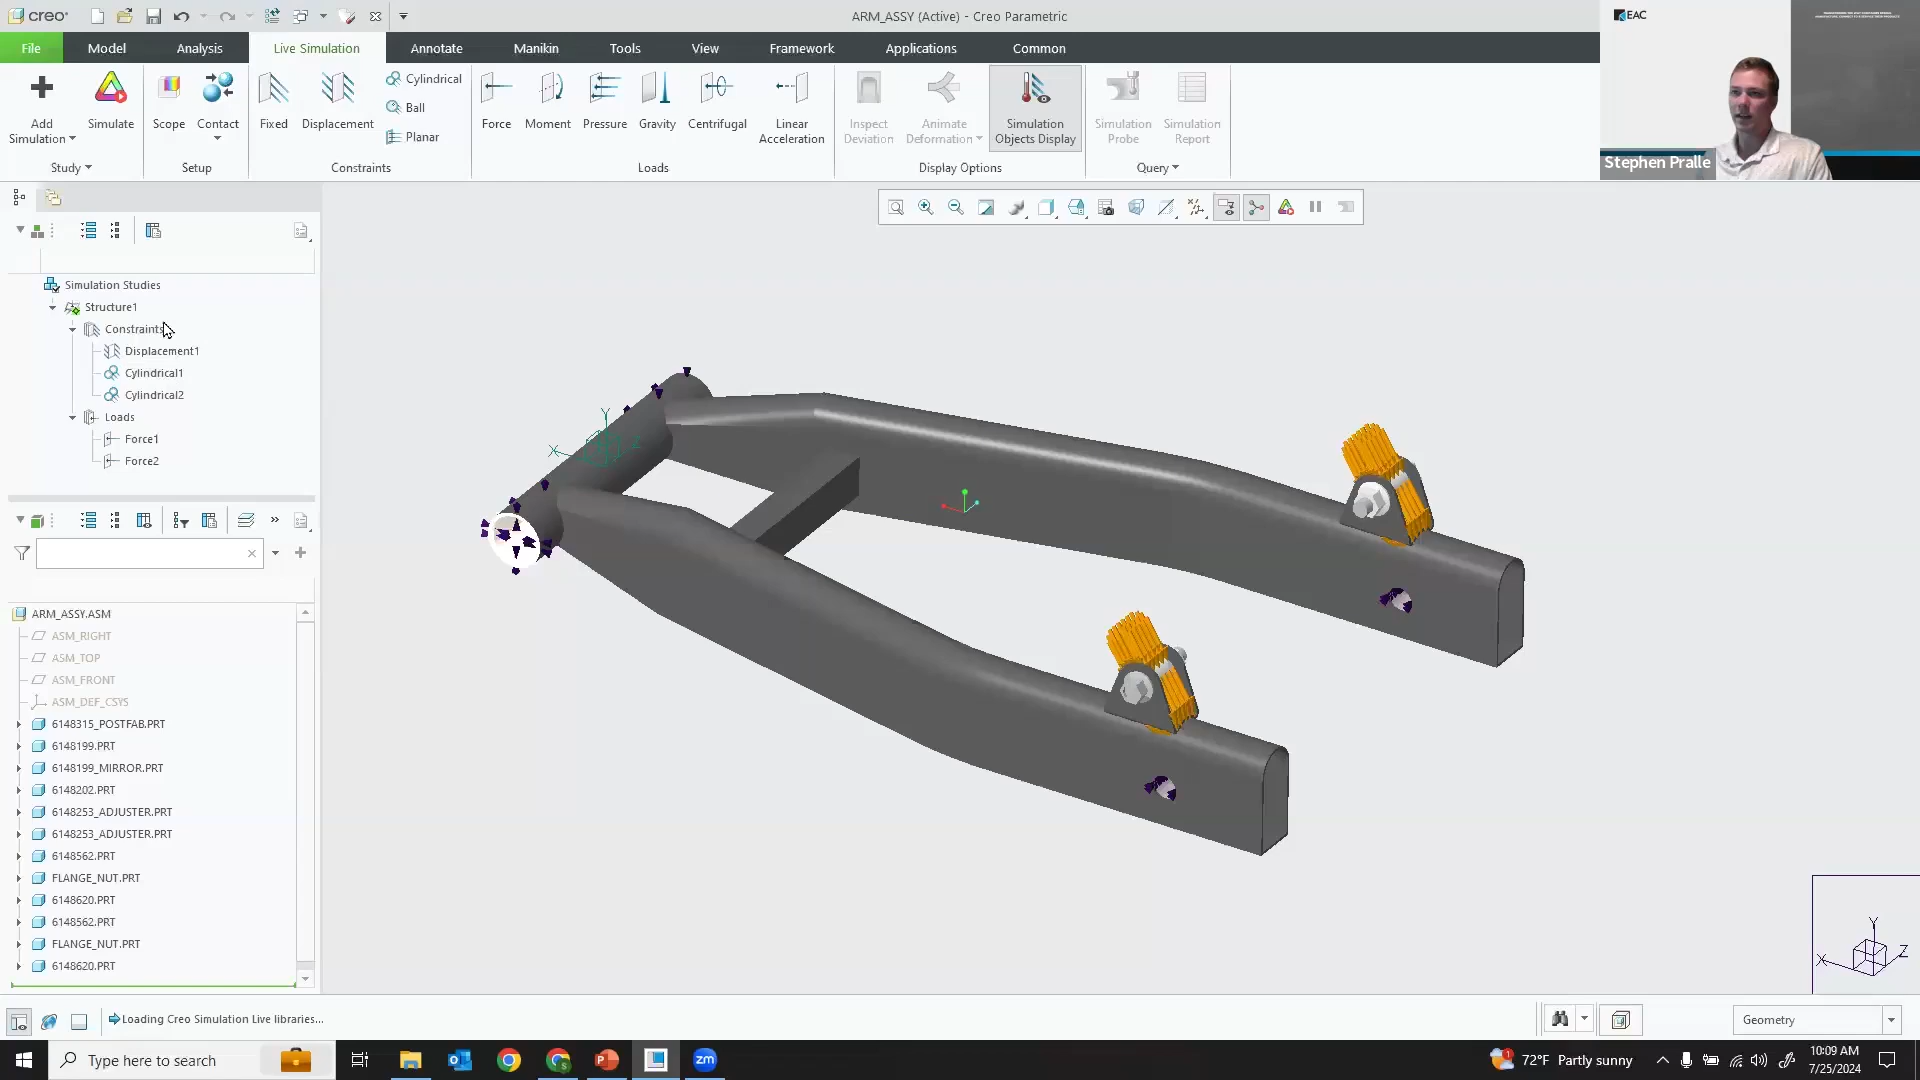 creo
ARM_ASSY (Active) - Creo Parametric
EAC
File
Model
Analysis
Live Simulation
Annotate
Manikin
Tools
View
Framework
Applications
Common
Add
Simulation
Simulate
Scope
Contact
Fixed
Displacement
Cylindrical
Ball
Planar
Force
Moment
Pressure
Gravity
Centrifugal
Linear
Acceleration
Inspect
Deviation
Animate
Deformation
Simulation
Objects Display
Simulation
Probe
Simulation
Report
Study
Setup
Constraints
Loads
Display Options
Query
Stephen Pralle
Simulation Studies
Structure1
Constraints
Displacement1
Cylindrical1
Cylindrical2
Loads
Force1
Force2
ARM_ASSY.ASM
ASM_RIGHT
ASM_TOP
ASM_FRONT
ASM_DEF_CSYS
6148315_POSTFAB.PRT
6148199.PRT
6148199_MIRROR.PRT
6148202.PRT
6148253_ADJUSTER.PRT
6148253_ADJUSTER.PRT
6148562.PRT
FLANGE_NUT.PRT
6148620.PRT
6148562.PRT
FLANGE_NUT.PRT
6148620.PRT
Y
X
Z
Y
X
Z
Loading Creo Simulation Live libraries...
Geometry
Type here to search
zm
72°F Partly sunny
10:09 AM
7/25/2024